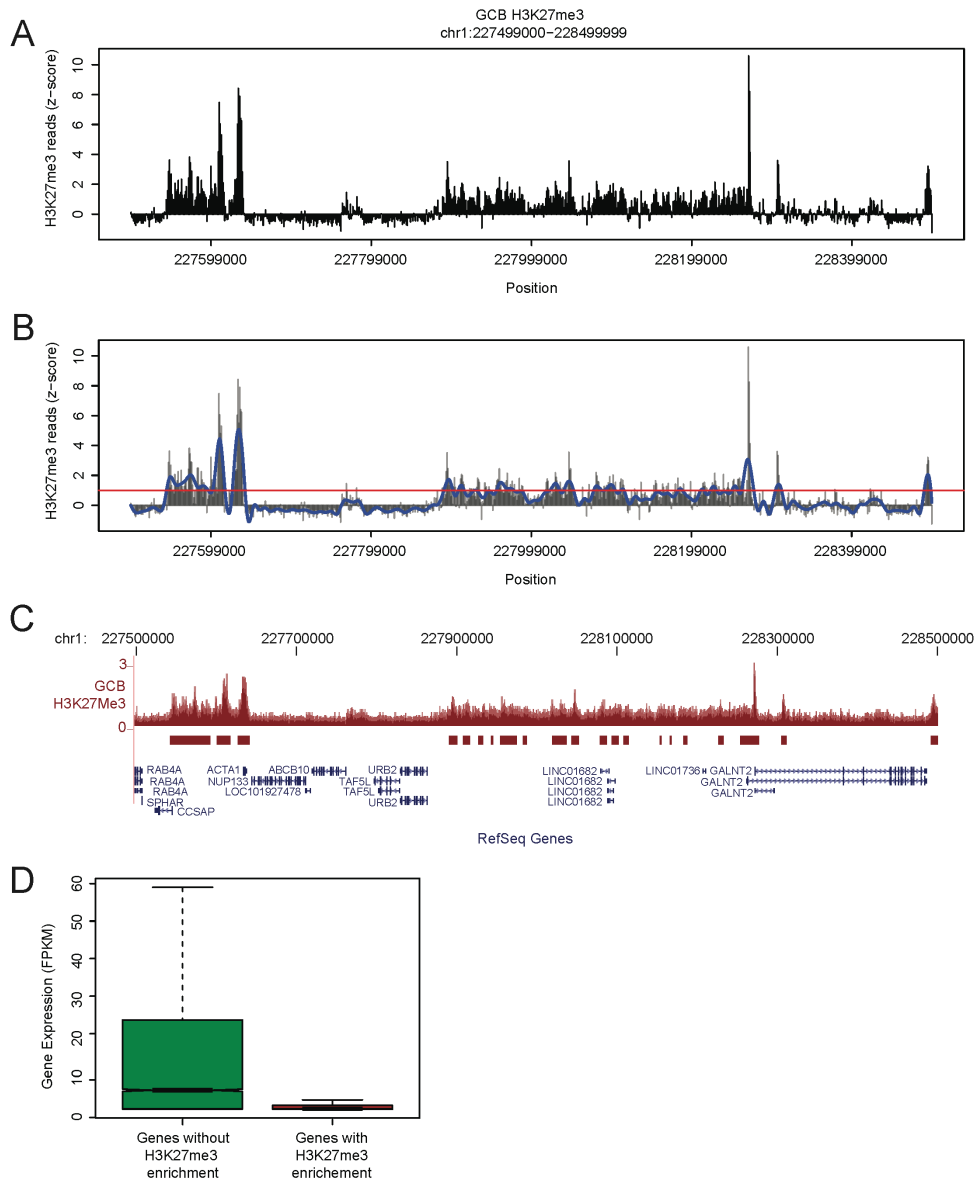 A
GCB H3K27me3
chr1:227499000−228499999
H3K27me3 reads (z−score)
10
8
6
4
2
0
227599000
227799000
227999000
228199000
228399000
Position
B
H3K27me3 reads (z−score)
10
8
6
4
2
0
227599000
227799000
227999000
228199000
228399000
Position
C
chr1:
227500000
227700000
227900000
228100000
228300000
228500000
3
GCB
H3K27Me3
0
RAB4A
ACTA1
ABCB10
URB2
LINC01682
LINC01736
GALNT2
RAB4A
NUP133
TAF5L
LINC01682
GALNT2
RAB4A
LOC101927478
TAF5L
LINC01682
GALNT2
SPHAR
URB2
LINC01682
CCSAP
RefSeq Genes
D
Gene Expression (FPKM)
60
50
40
30
20
10
0
Genes without
H3K27me3
enrichment
Genes with
H3K27me3
enrichement